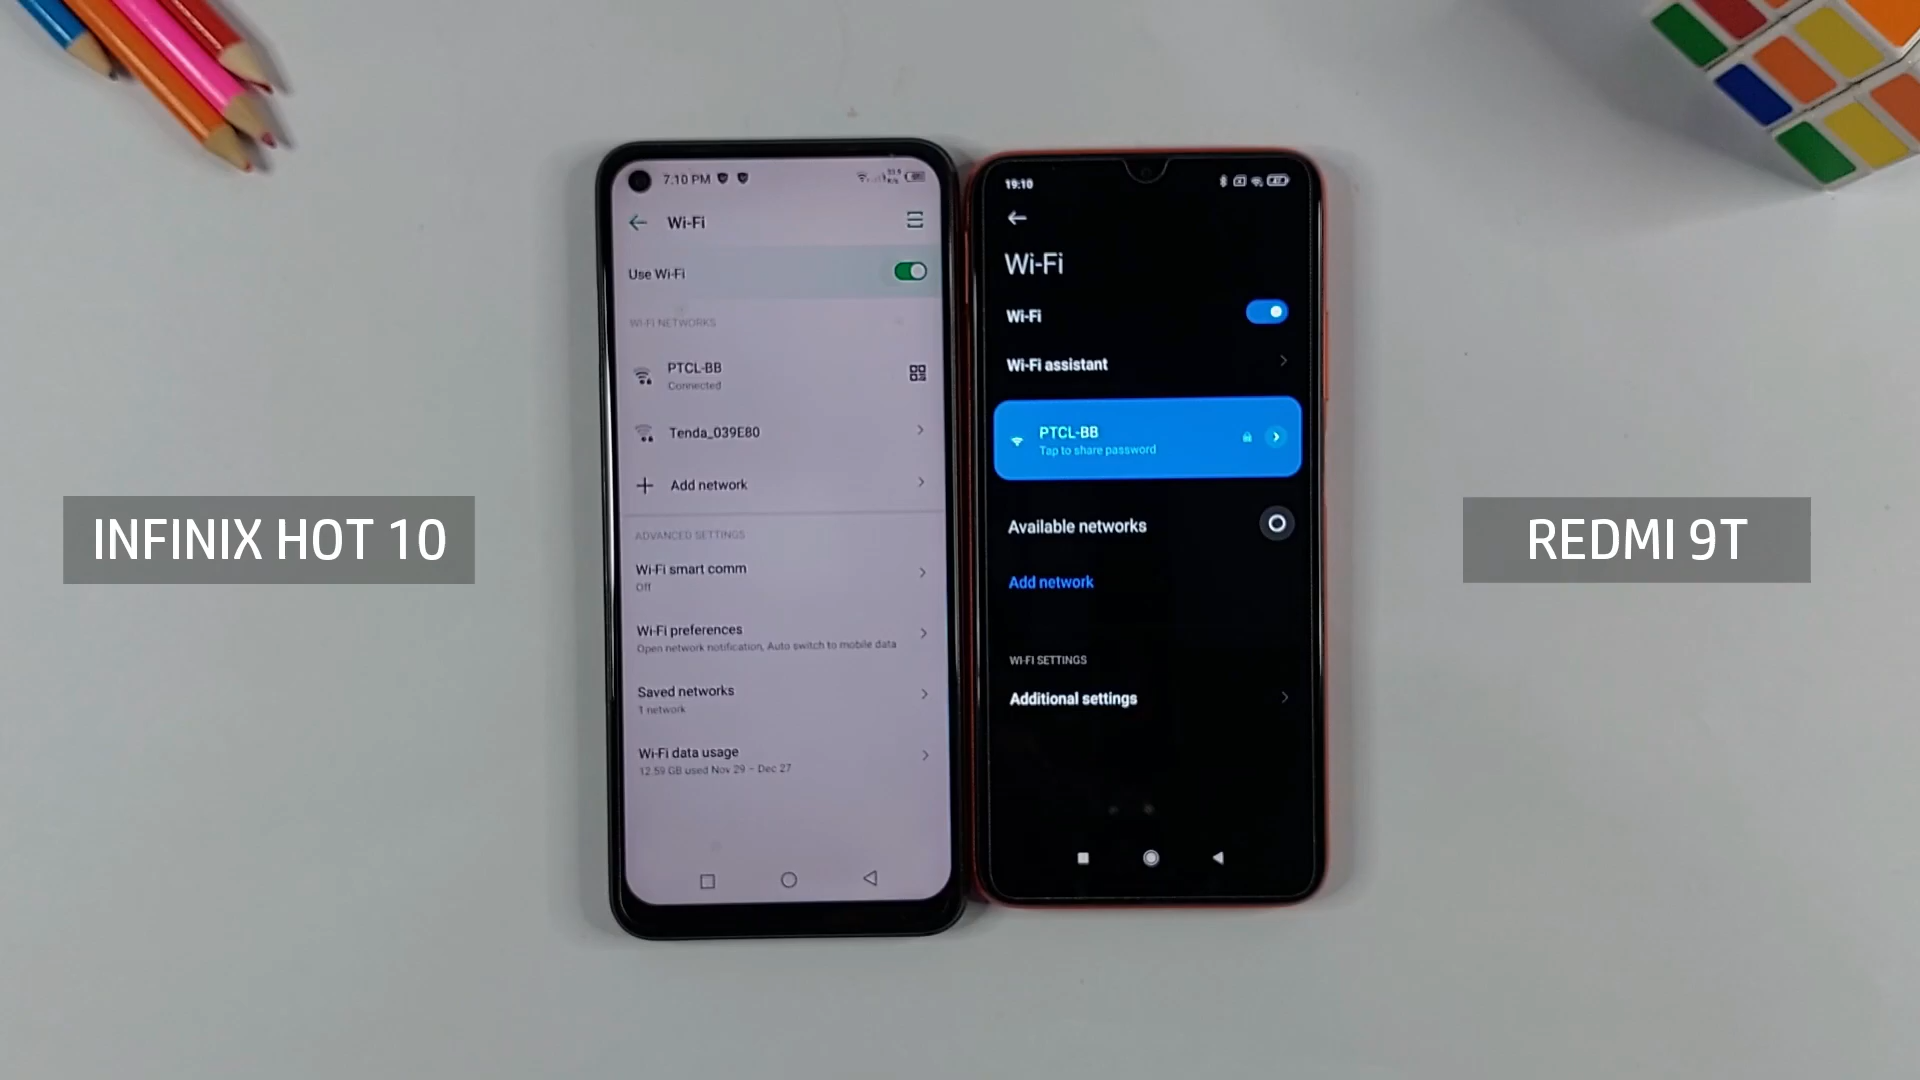 7:10 PM
Wi-Fi
Use Wi-Fi
WI-FI NETWORKS
PTCL-BB
Connected
Tenda_039E80
Add network
ADVANCED SETTINGS
Wi-Fi smart comm
Off
Wi-Fi preferences
Open network notification, Auto switch to mobile data
Saved networks
1 network
Wi-Fi data usage
12.59 GB used Nov 29 – Dec 27
19:10
Wi-Fi
Wi-Fi
Wi-Fi assistant
PTCL-BB
Tap to share password
Available networks
Add network
WI-FI SETTINGS
Additional settings
INFINIX HOT 10
REDMI 9T